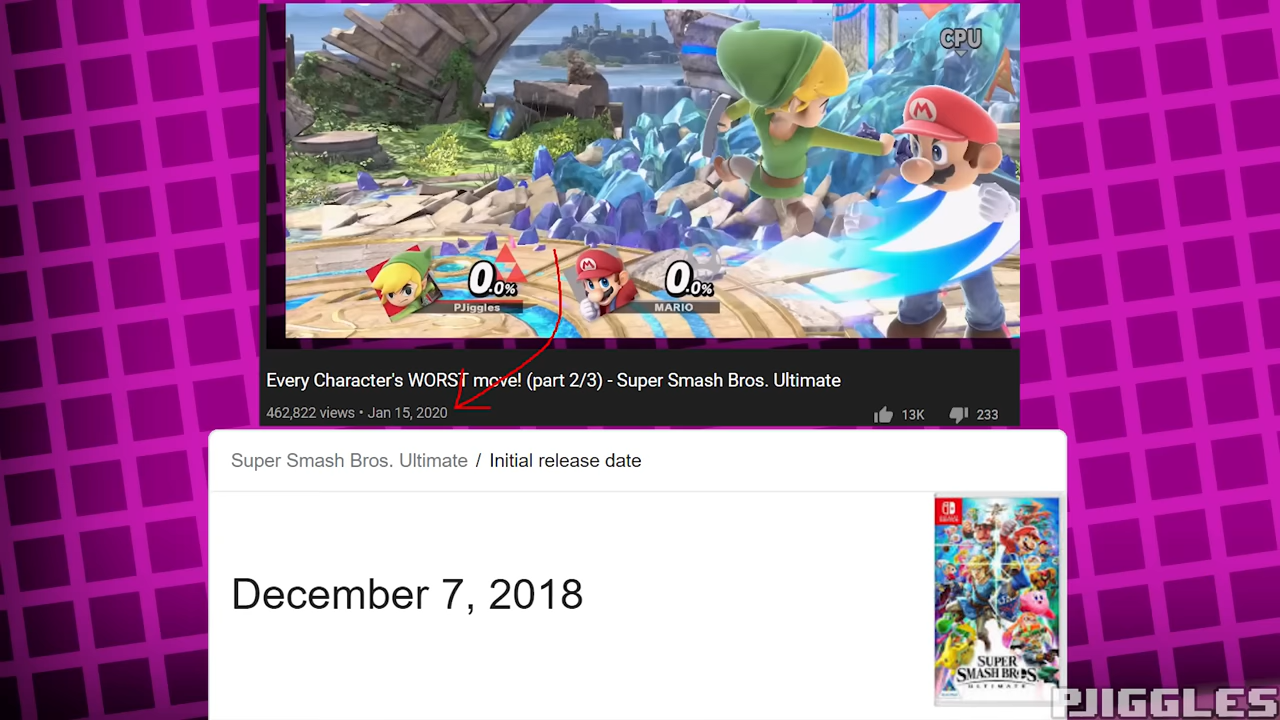 CPU
0.0%
PJiggles
0.0%
MARIO
Every Character's WORST move! (part 2/3) - Super Smash Bros. Ultimate
462,822 views • Jan 15, 2020
13K
233
Super Smash Bros. Ultimate / Initial release date
December 7, 2018
SUPER
SMASH BROS.
ULTIMATE
PJIGGLES